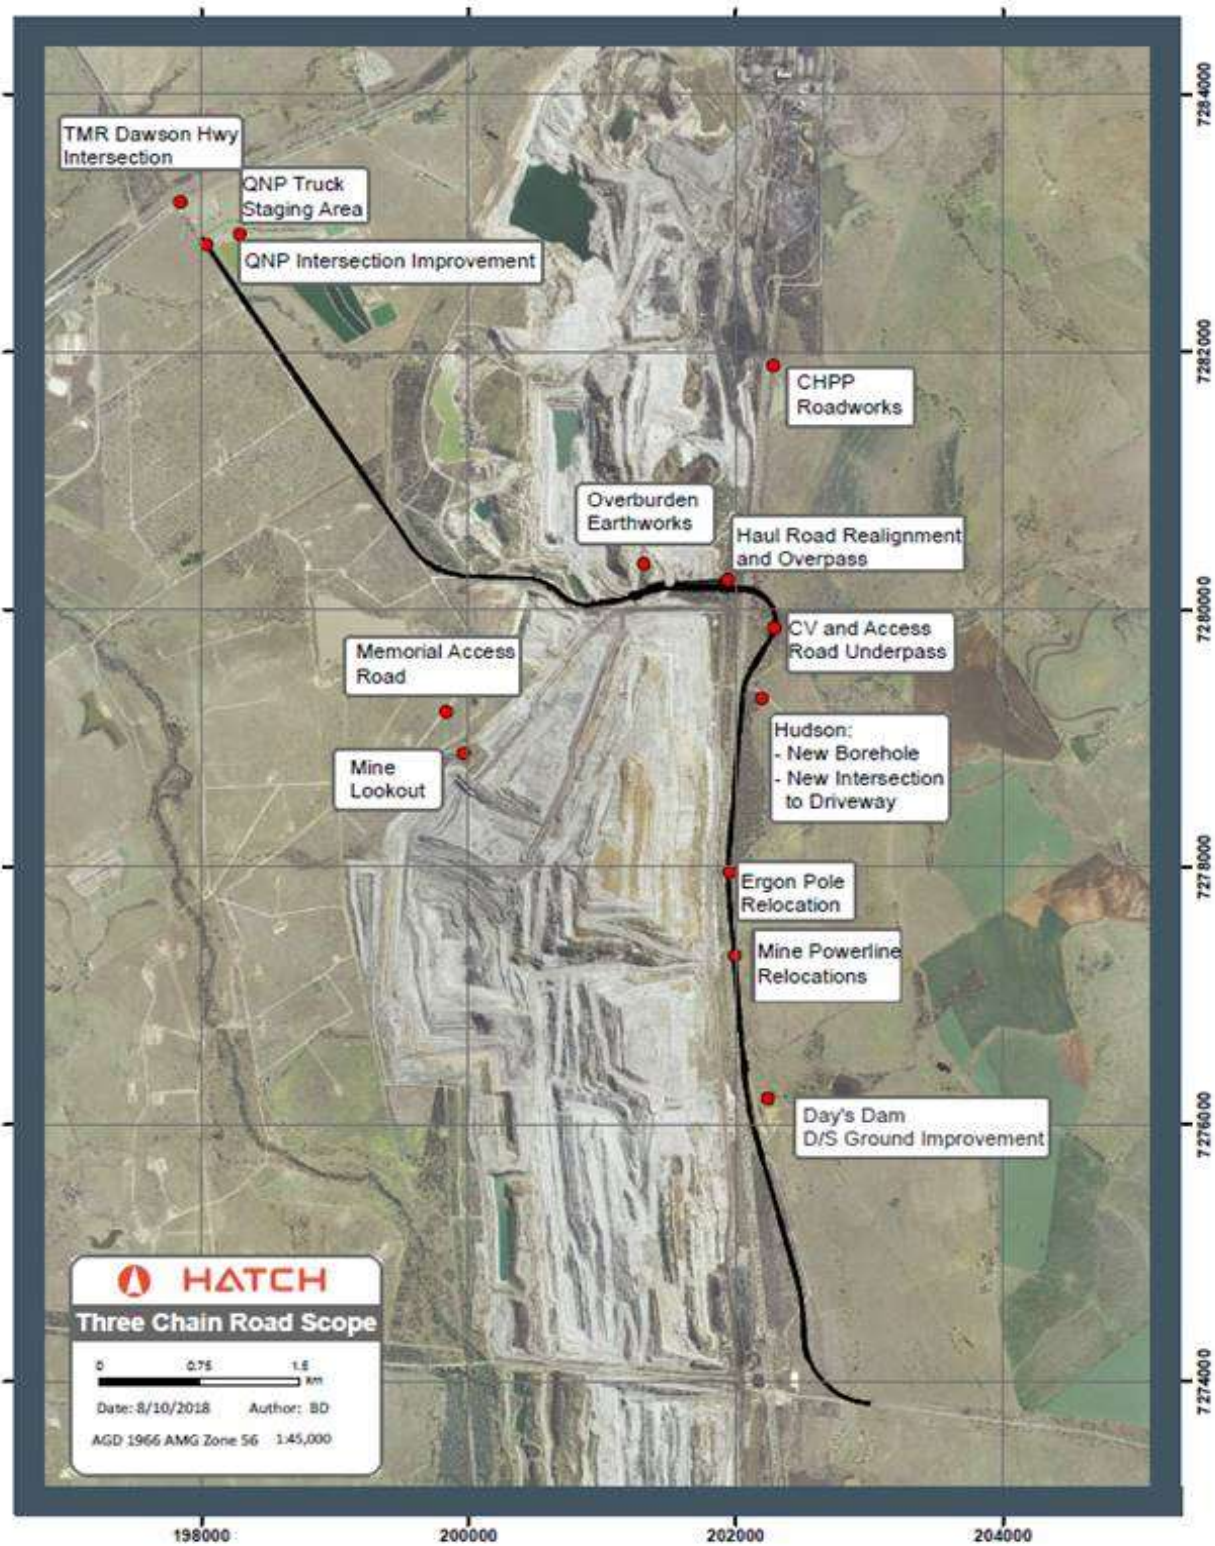 TMR Dawson Hwy
Intersection
QNP Truck
Staging Area
QNP Intersection Improvement
CHPP
Roadworks
Overburden
Earthworks
Haul Road Realignment
and Overpass
CV and Access
Road Underpass
Memorial Access
Road
Mine
Lookout
Hudson:
- New Borehole
- New Intersection
to Driveway
Ergon Pole
Relocation
Mine Powerline
Relocations
Day's Dam
D/S Ground Improvement
HATCH
Three Chain Road Scope
0 0.75 1.5
Km
Date: 8/10/2018 Author: BD
AGD 1966 AMG Zone 56 1:45,000
7284000
7282000
7280000
7278000
7276000
7274000
198000 200000 202000 204000